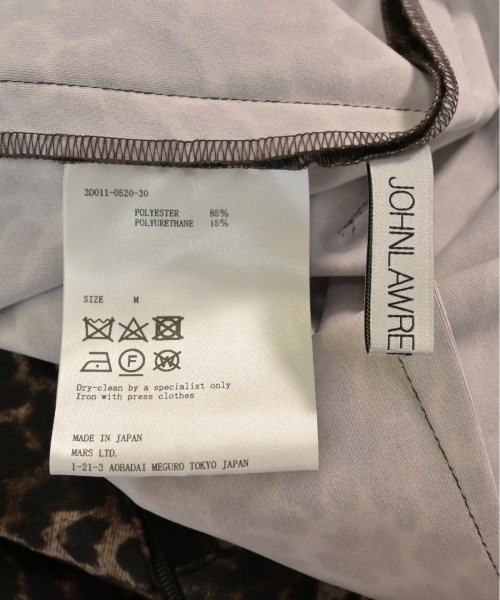 3D011-0520-30
POLYESTER 85%
POLYURETHANE 15%
SIZE M
F
W
Dry-clean by a specialist only
Iron with press clothes
MADE IN JAPAN
MARS LTD.
1-21-3 AOBADAI MEGURO TOKYO JAPAN
JOHNLAWRE